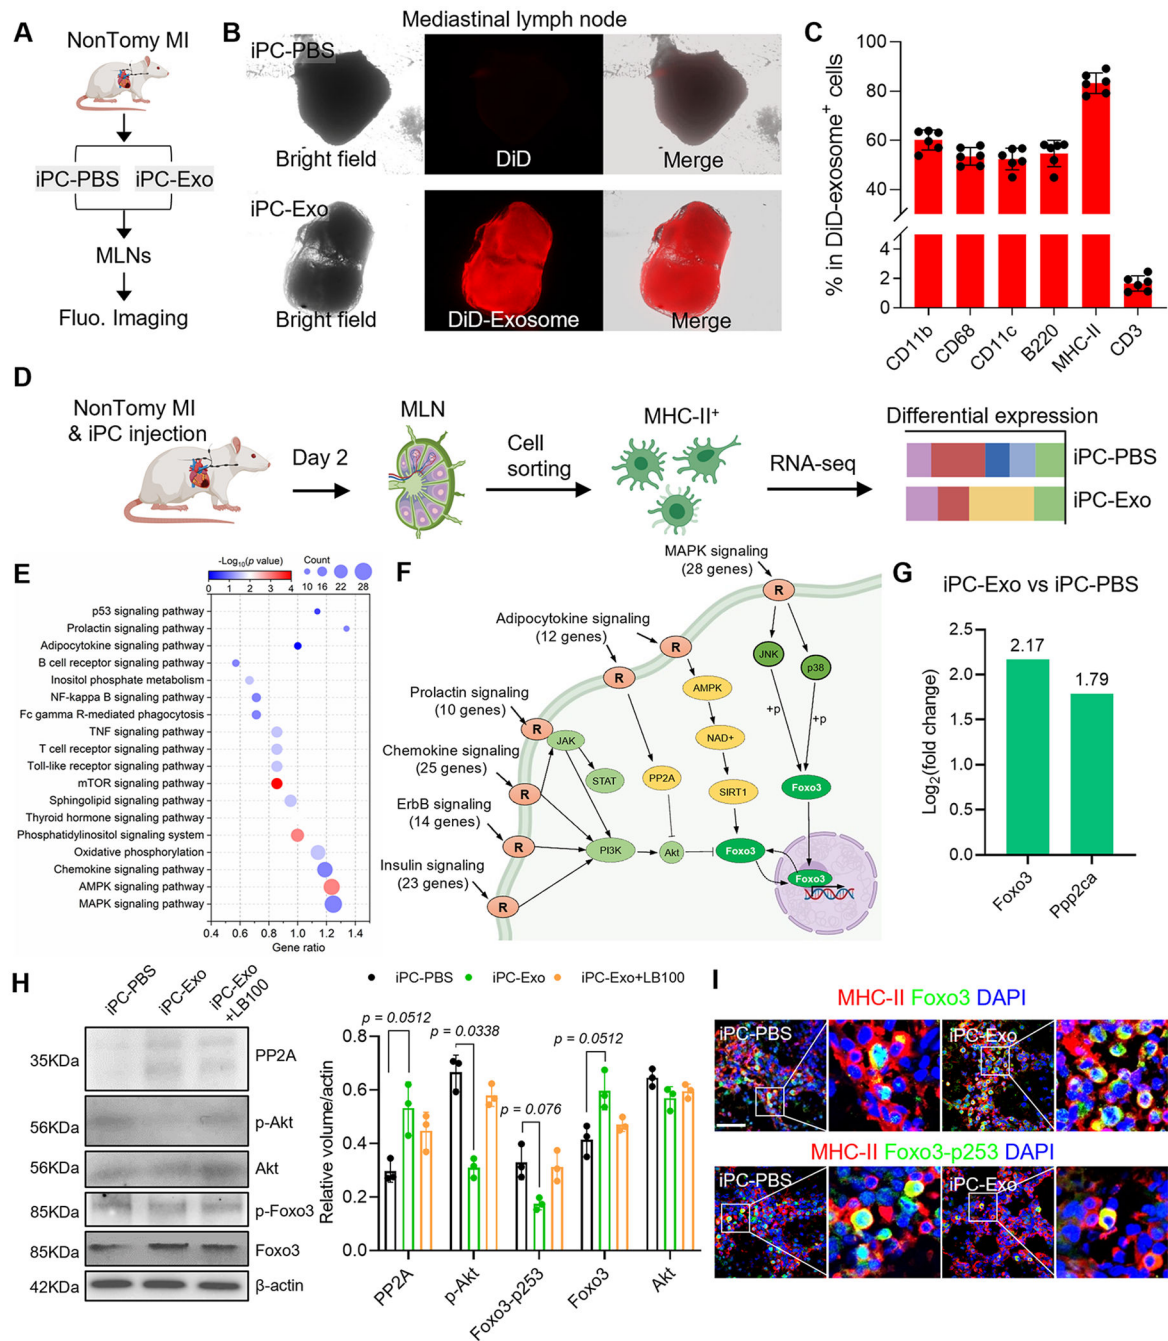 A
NonTomy MI
iPC-PBS
iPC-Exo
MLNs
Fluo. Imaging
B
Mediastinal lymph node
iPC-PBS
Bright field
DiD
Merge
iPC-Exo
Bright field
DiD-Exosome
Merge
C
% in DiD-exosome+ cells
100
80
60
40
6
4
2
0
CD11b
CD68
CD11c
B220
MHC-II
CD3
D
NonTomy MI
& iPC injection
Day 2
MLN
Cell
sorting
MHC-II+
RNA-seq
Differential expression
iPC-PBS
iPC-Exo
E
-Log10(p value)
0 1 2 3 4
Count
10 16 22 28
p53 signaling pathway
Prolactin signaling pathway
Adipocytokine signaling pathway
B cell receptor signaling pathway
Inositol phosphate metabolism
NF-kappa B signaling pathway
Fc gamma R-mediated phagocytosis
TNF signaling pathway
T cell receptor signaling pathway
Toll-like receptor signaling pathway
mTOR signaling pathway
Sphingolipid signaling pathway
Thyroid hormone signaling pathway
Phosphatidylinositol signaling system
Oxidative phosphorylation
Chemokine signaling pathway
AMPK signaling pathway
MAPK signaling pathway
0.4 0.6 0.8 1.0 1.2 1.4
Gene ratio
F
MAPK signaling
(28 genes)
R
Adipocytokine signaling
(12 genes)
R
R
JNK
p38
AMPK
+p
+p
Prolactin signaling
(10 genes)
R
JAK
NAD+
Chemokine signaling
(25 genes)
R
STAT
PP2A
SIRT1
Foxo3
ErbB signaling
(14 genes)
R
PI3K
Akt
Foxo3
Insulin signaling
(23 genes)
R
Foxo3
G
iPC-Exo vs iPC-PBS
Log2(fold change)
2.5
2.0
1.5
1.0
0.5
0.0
2.17
1.79
Foxo3
Ppp2ca
H
iPC-PBS
iPC-Exo
iPC-Exo
+LB100
35KDa
PP2A
56KDa
p-Akt
56KDa
Akt
85KDa
p-Foxo3
85KDa
Foxo3
42KDa
β-actin
iPC-PBS
iPC-Exo
iPC-Exo+LB100
Relative volume/actin
0.8
0.6
0.4
0.2
0.0
p = 0.0512
p = 0.0338
p = 0.076
p = 0.0512
PP2A
p-Akt
Foxo3-p253
Foxo3
Akt
I
MHC-II Foxo3 DAPI
iPC-PBS
iPC-Exo
MHC-II Foxo3-p253 DAPI
iPC-PBS
iPC-Exo